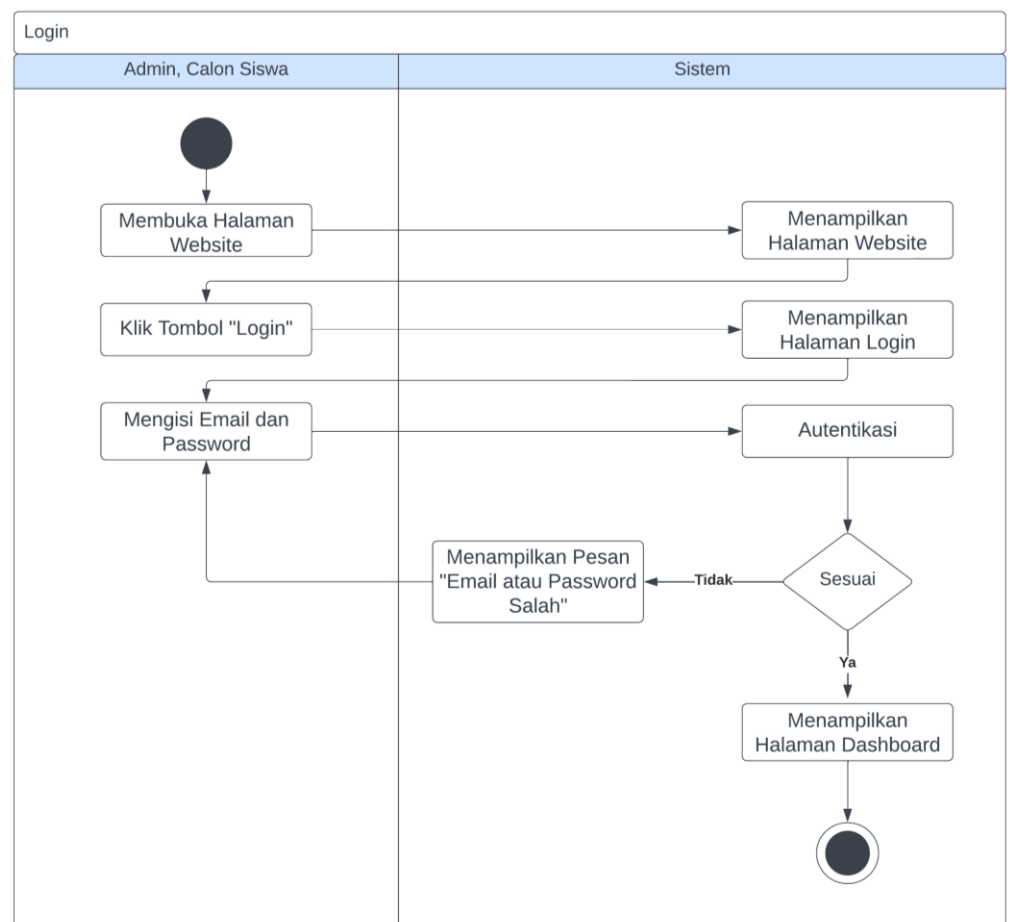 Login
Admin, Calon Siswa
Sistem
Membuka Halaman
Website
Menampilkan
Halaman Website
Klik Tombol "Login"
Menampilkan
Halaman Login
Mengisi Email dan
Password
Autentikasi
Menampilkan Pesan
"Email atau Password
Salah"
Tidak
Sesuai
Ya
Menampilkan
Halaman Dashboard